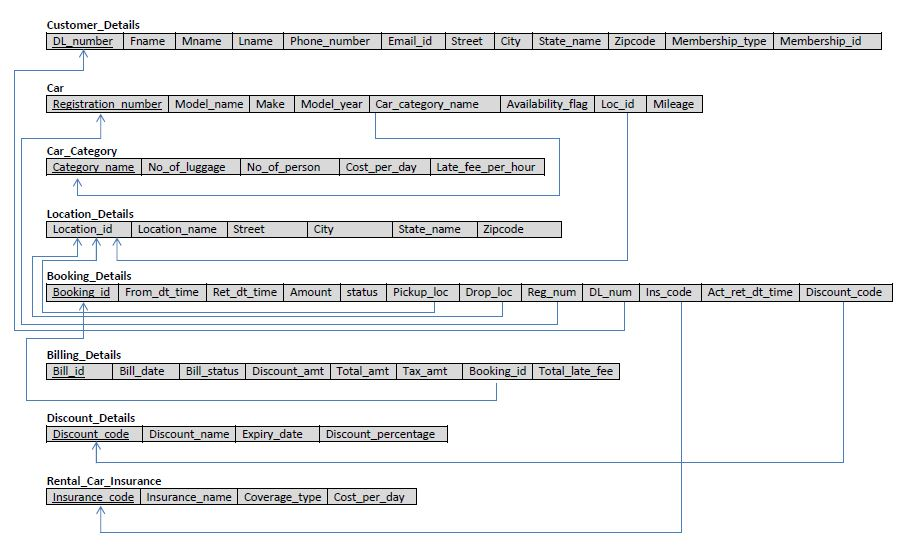 Customer_Details
DL_number Fname Mname Lname Phone_number Email_id Street City State_name Zipcode Membership_type Membership_id
Car
Registration_number Model_name Make Model_year Car_category_name Availability_flag Loc_id Mileage
Car_Category
Category_name No_of_luggage No_of_person Cost_per_day Late_fee_per_hour
Location_Details
Location_id Location_name Street City State_name Zipcode
Booking_Details
Booking_id From_dt_time Ret_dt_time Amount status Pickup_loc Drop_loc Reg_num DL_num Ins_code Act_ret_dt_time Discount_code
Billing_Details
Bill_id Bill_date Bill_status Discount_amt Total_amt Tax_amt Booking_id Total_late_fee
Discount_Details
Discount_code Discount_name Expiry_date Discount_percentage
Rental_Car_Insurance
Insurance_code Insurance_name Coverage_type Cost_per_day